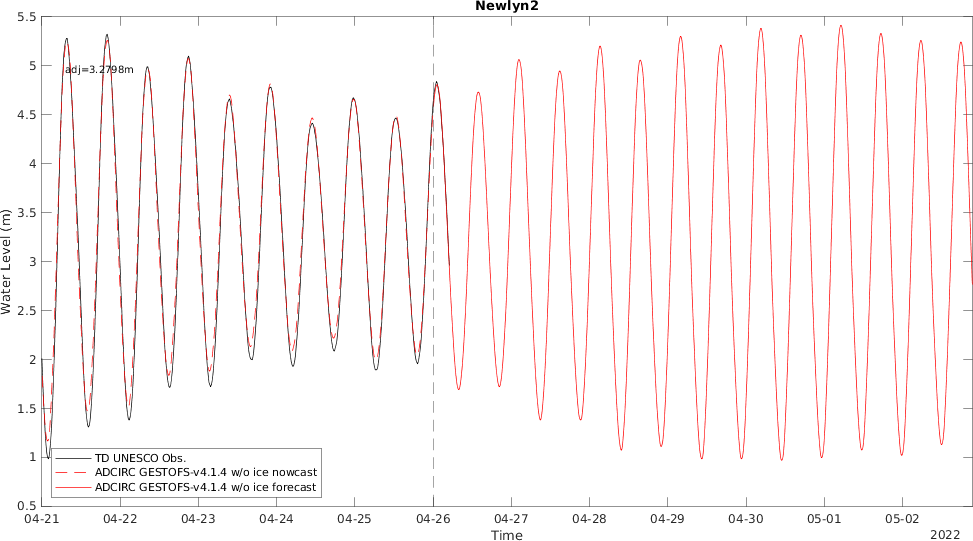 Newlyn2
5.5
5
4.5
4
3.5
3
2.5
2
1.5
1
0.5
Water Level (m)
adj=3.2798m
TD UNESCO Obs.
ADCIRC GESTOFS-v4.1.4 w/o ice nowcast
ADCIRC GESTOFS-v4.1.4 w/o ice forecast
04-21 04-22 04-23 04-24 04-25 04-26 04-27 04-28 04-29 04-30 05-01 05-02
Time
2022